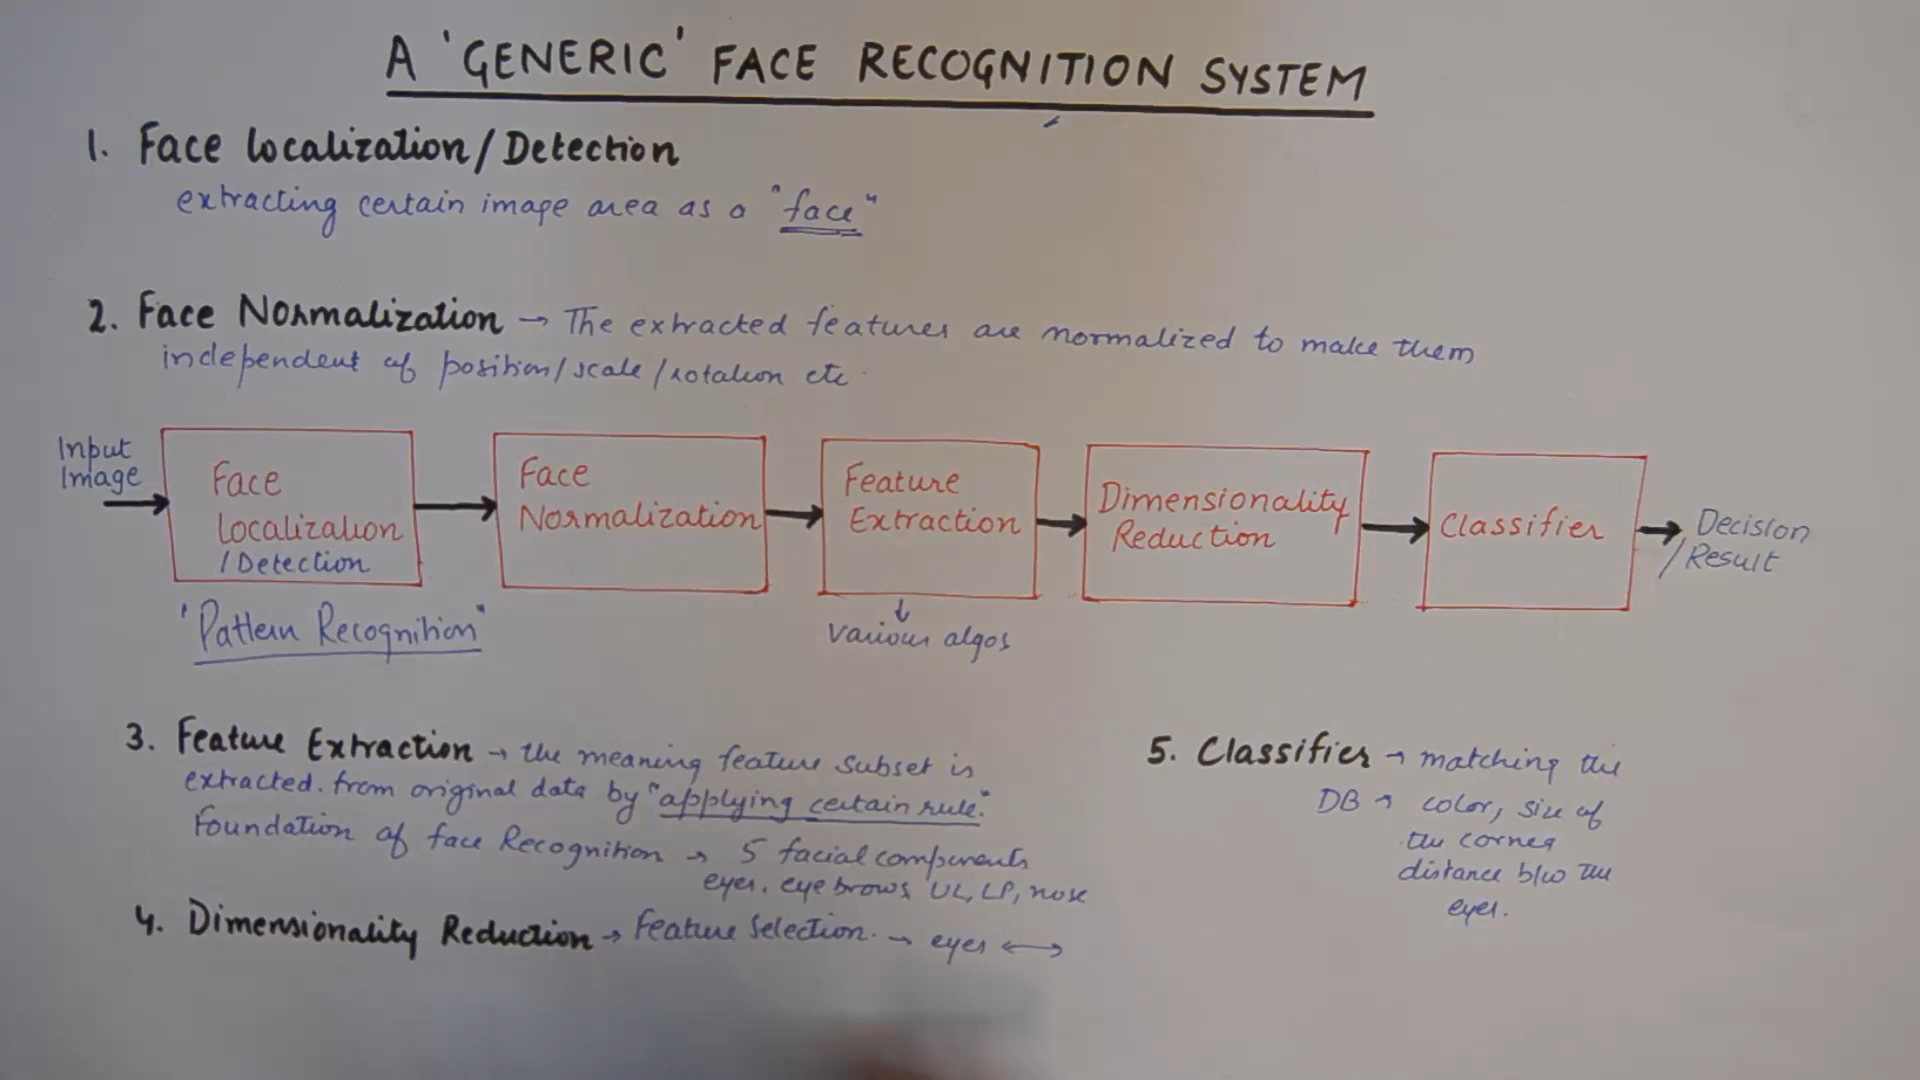 A 'GENERIC' FACE RECOGNITION SYSTEM
1. Face localization/Detection
extracting certain image area as a "face"
2. Face Normalization → The extracted features are normalized to make them
independent of position/scale/rotation etc
Input
Image
Face
localization
/Detection
Face
Normalization
Feature
Extraction
Dimensionality
Reduction
Classifier
Decision
/Result
'Pattern Recognition"
↓
various algos
3. Feature Extraction → the meaning feature subset is
extracted. from original data by "applying certain rule."
Foundation of face Recognition → 5 facial components
eyes, eyebrows, UL, LP, nose
4. Dimensionality Reduction → Feature Selection. → eyes ↔
5. Classifier → matching the
DB → color, size of
the cornea
distance b/w the
eyes.